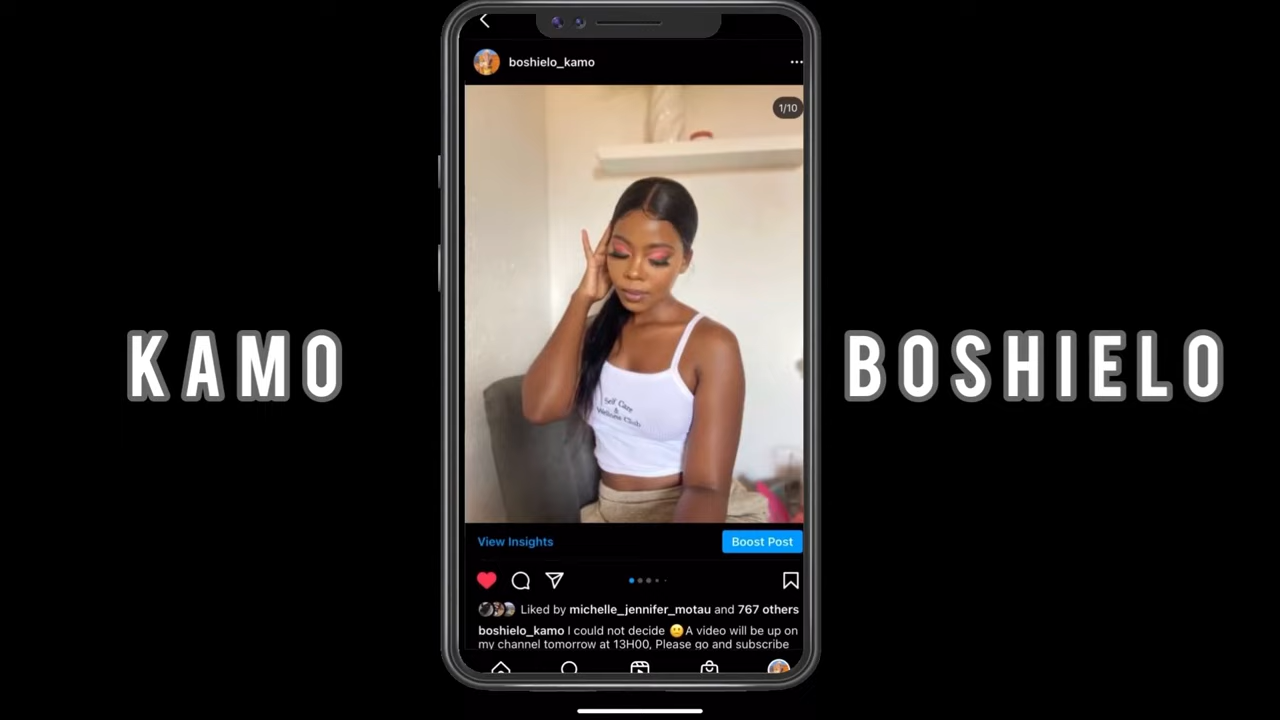 boshielo_kamo
1/10
Self Care
&
Wellness Club
KAMO
BOSHIELO
View Insights
Boost Post
Liked by michelle_jennifer_motau and 767 others
boshielo_kamo I could not decide 🙂A video will be up on
my channel tomorrow at 13H00, Please go and subscribe